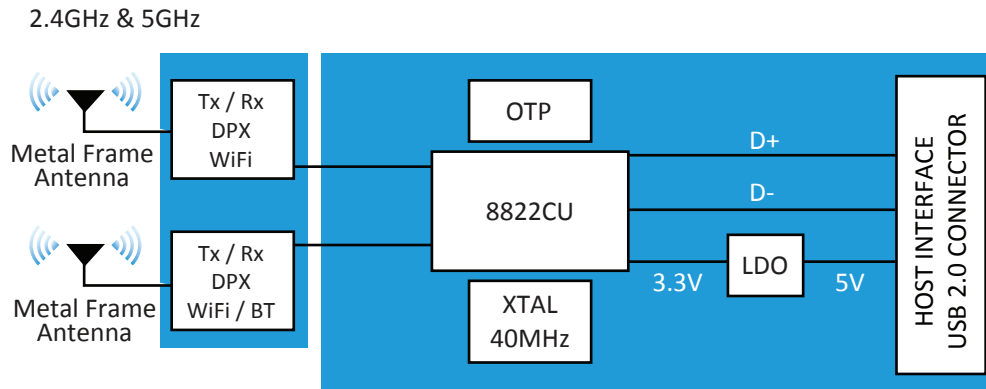 2.4GHz & 5GHz
Tx / Rx
DPX
WiFi
Metal Frame
Antenna
Tx / Rx
DPX
WiFi / BT
Metal Frame
Antenna
OTP
8822CU
XTAL
40MHz
D+
D-
3.3V
LDO
5V
HOST INTERFACE
USB 2.0 CONNECTOR